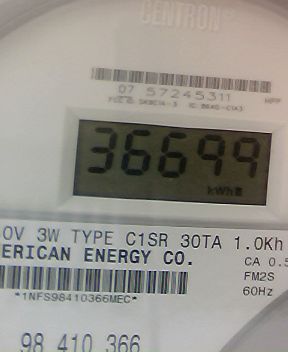 CENTRON®
07 57245311
36699
kWh
0V 3W TYPE C1SR 30TA 1.0Kh
ERICAN ENERGY CO.
CA 0.5
FM2S
*1NFS98410366MEC*
60Hz
98 410 366